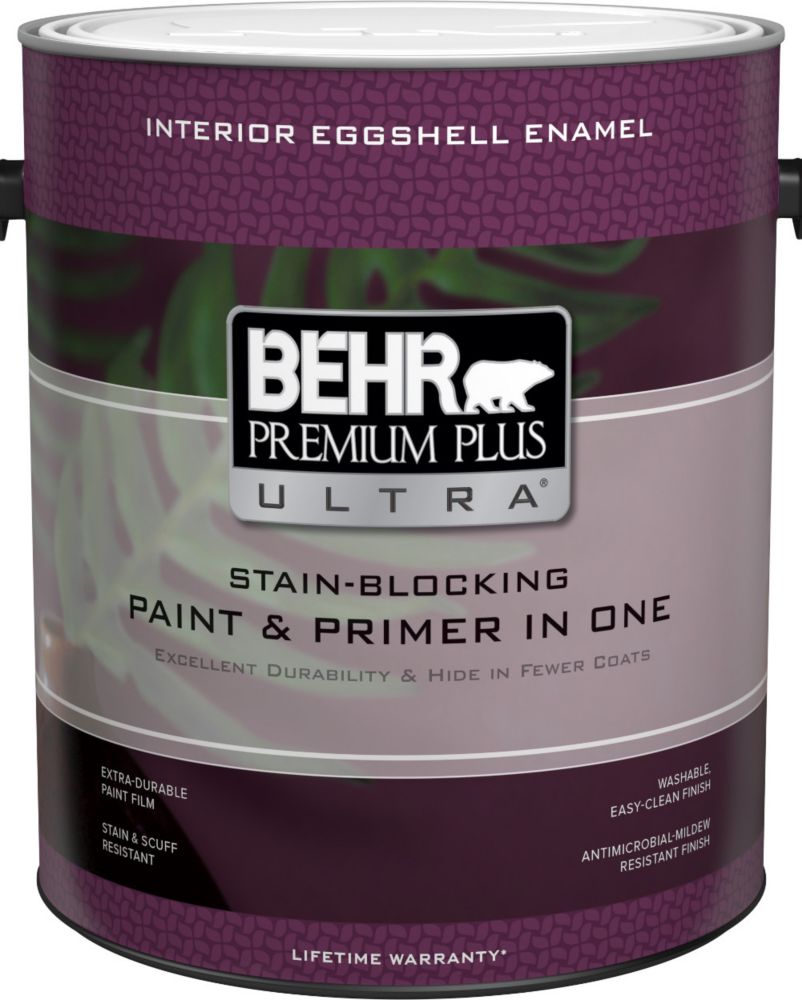 INTERIOR EGGSHELL ENAMEL
BEHR
PREMIUM PLUS
ULTRA®
STAIN-BLOCKING
PAINT & PRIMER IN ONE
EXCELLENT DURABILITY & HIDE IN FEWER COATS
EXTRA-DURABLE
PAINT FILM
STAIN & SCUFF
RESISTANT
WASHABLE,
EASY-CLEAN FINISH
ANTIMICROBIAL-MILDEW
RESISTANT FINISH
LIFETIME WARRANTY*